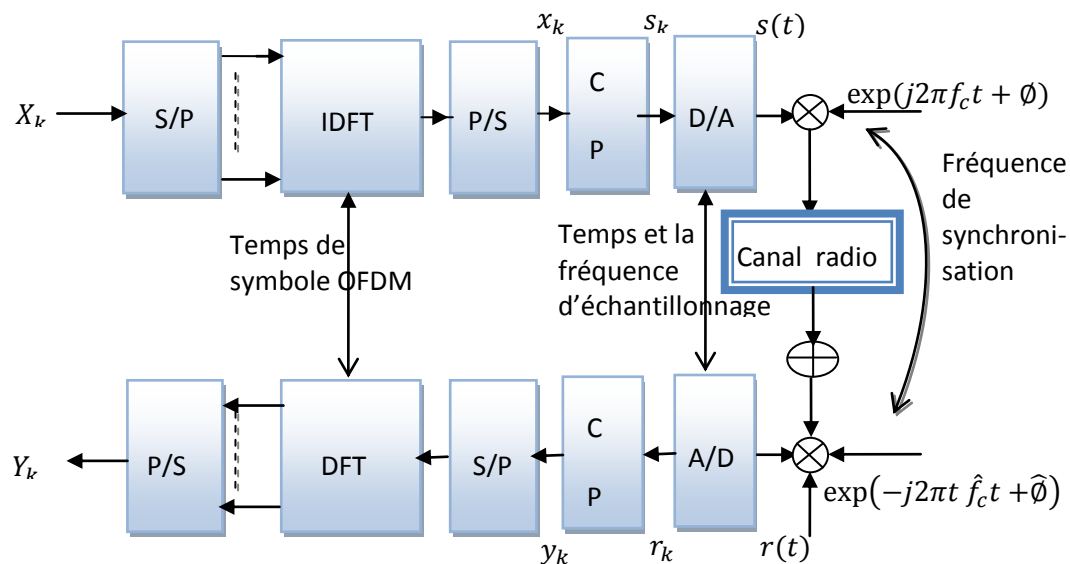 x_k
s_k
s(t)
X_k
S/P
IDFT
P/S
C
P
D/A
exp(j2πf_c t + ∅)
Fréquence
de
synchroni-
sation
Temps de
symbole OFDM
Temps et la
fréquence
d’échantillonnage
Canal radio
Y_k
P/S
DFT
S/P
C
P
A/D
exp(−j2πt f̂_c t + ∅̂)
y_k
r_k
r(t)